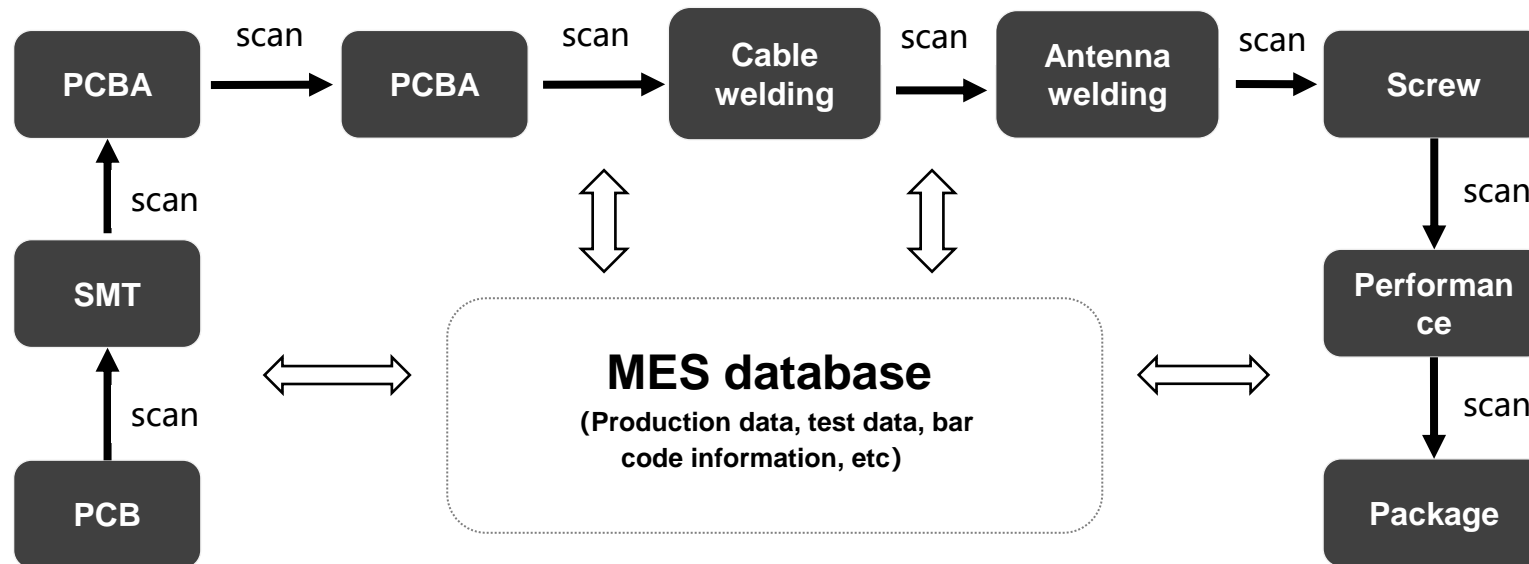 scan
scan
scan
scan
PCBA
PCBA
Cable
welding
Antenna
welding
Screw
scan
scan
SMT
Performan
ce
MES database
(Production data, test data, bar
code information, etc)
scan
scan
PCB
Package